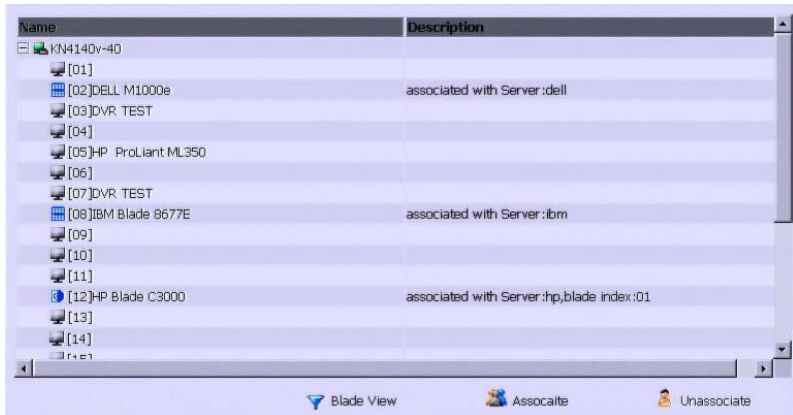 Name Description
KN4140v-40
[01]
[02]DELL M1000e associated with Server:dell
[03]DVR TEST
[04]
[05]HP ProLiant ML350
[06]
[07]DVR TEST
[08]IBM Blade 8677E associated with Server:ibm
[09]
[10]
[11]
[12]HP Blade C3000 associated with Server:hp,blade index:01
[13]
[14]
[15]
Blade View Assocaite Unassociate